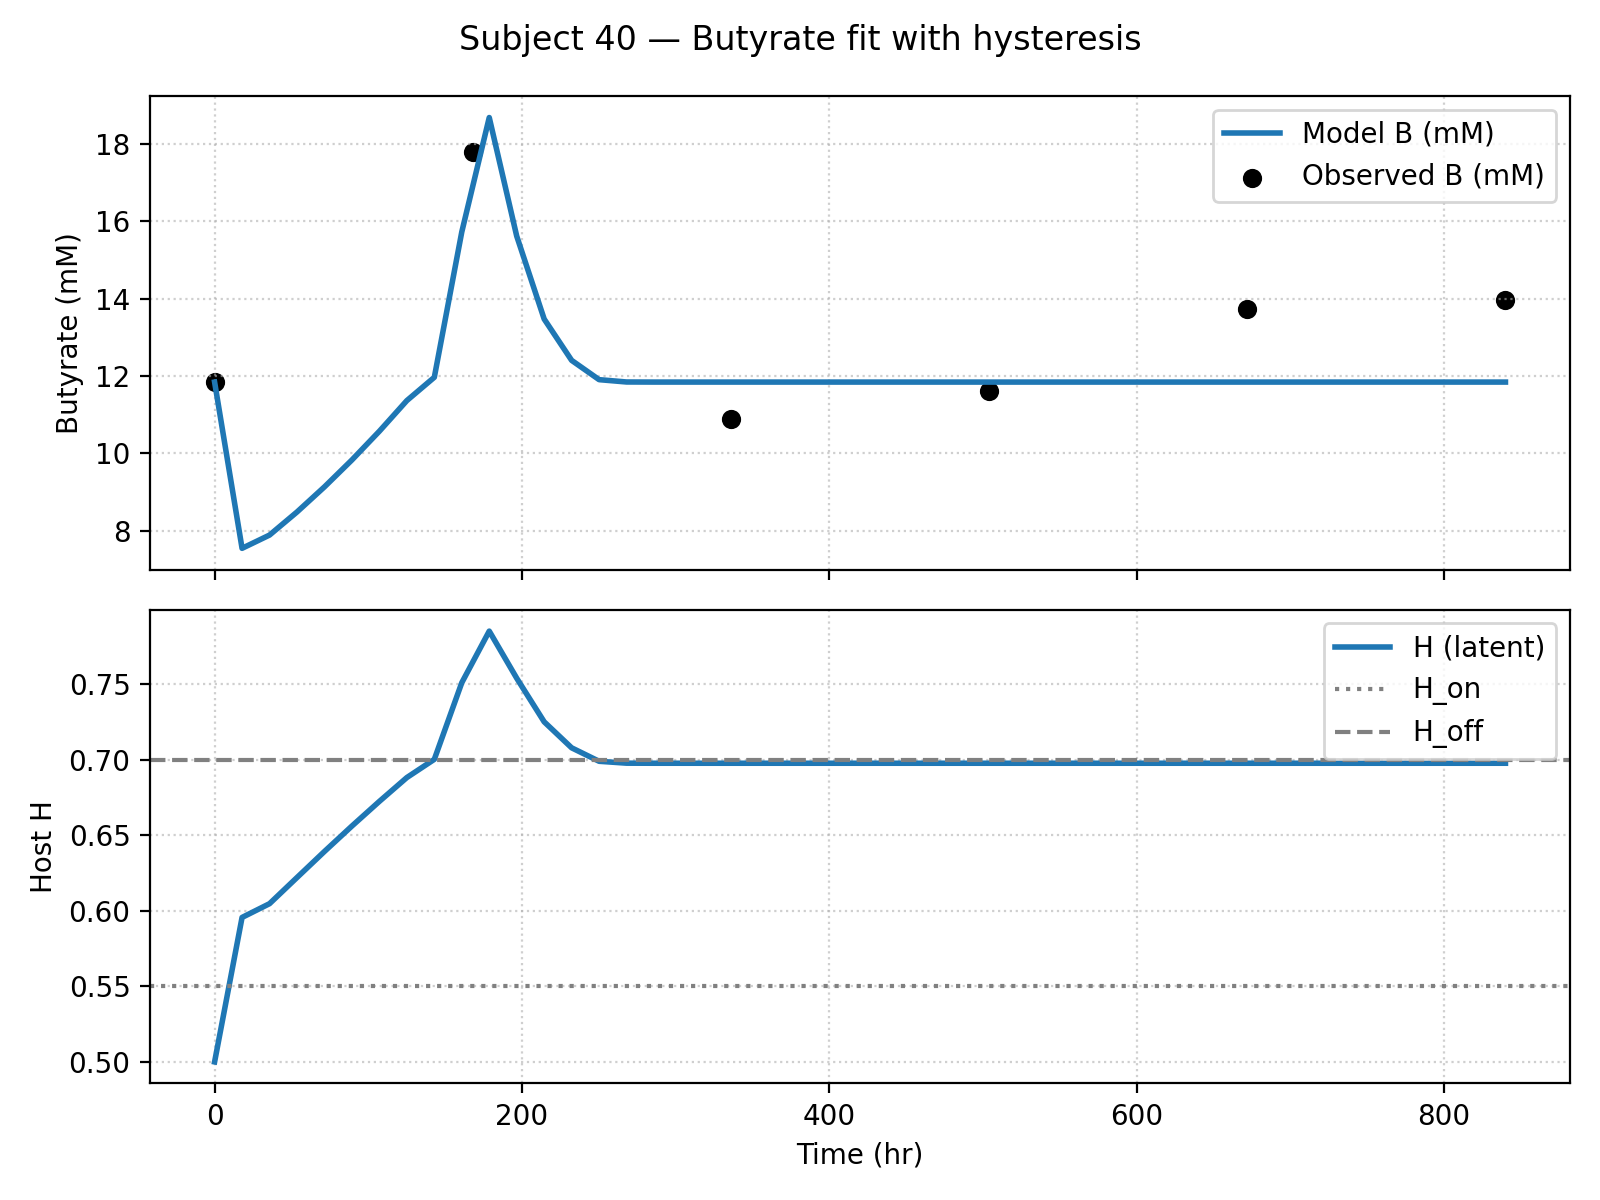 Subject 40 — Butyrate fit with hysteresis
Butyrate (mM)
18
16
14
12
10
8
Model B (mM)
Observed B (mM)
Host H
0.75
0.70
0.65
0.60
0.55
0.50
H (latent)
H_on
H_off
0 200 400 600 800
Time (hr)